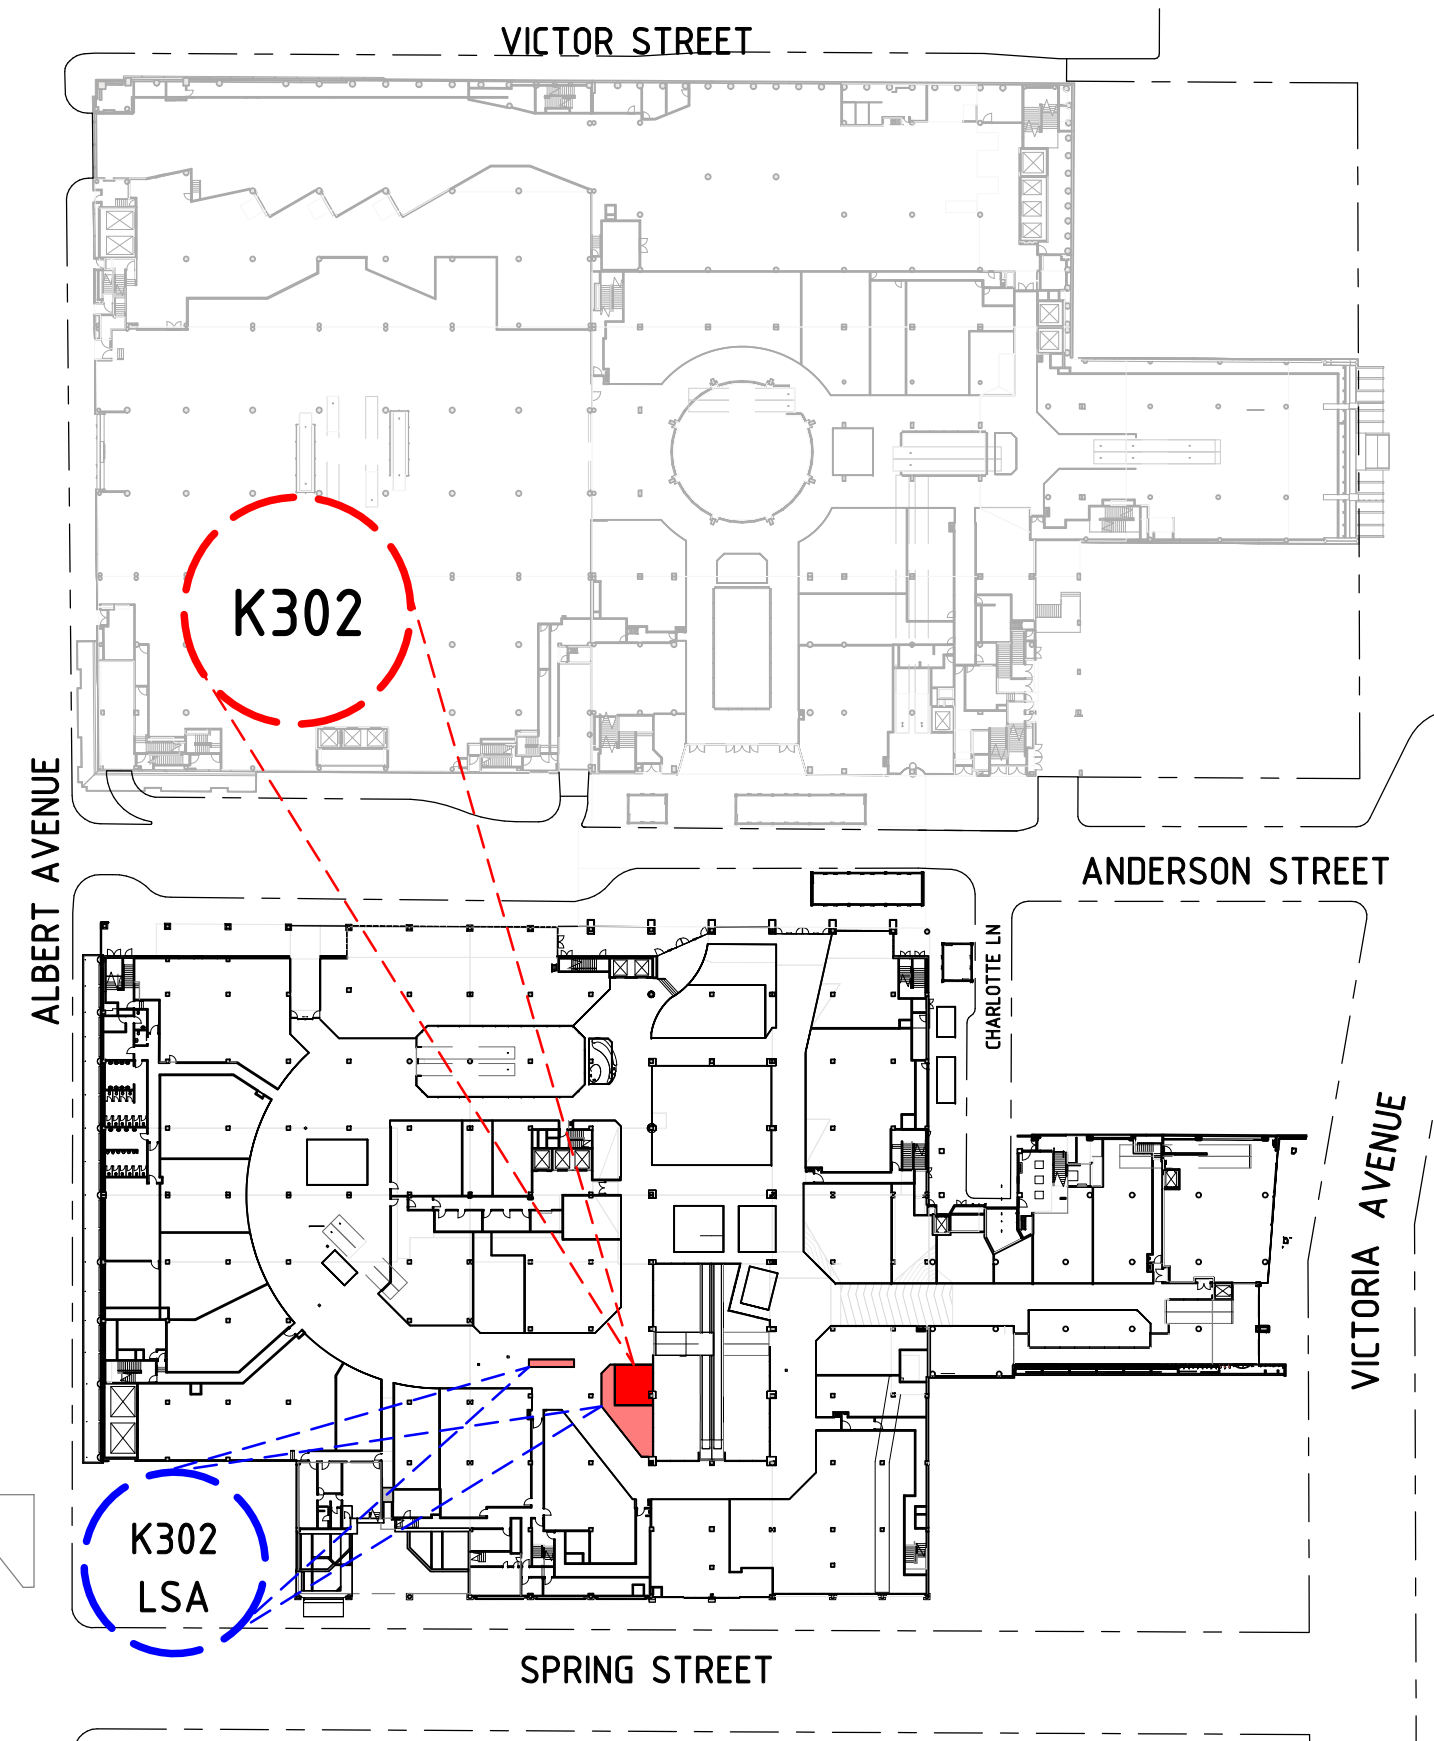 VICTOR STREET
K302
ALBERT AVENUE
ANDERSON STREET
CHARLOTTE LN
VICTORIA AVENUE
K302
LSA
SPRING STREET